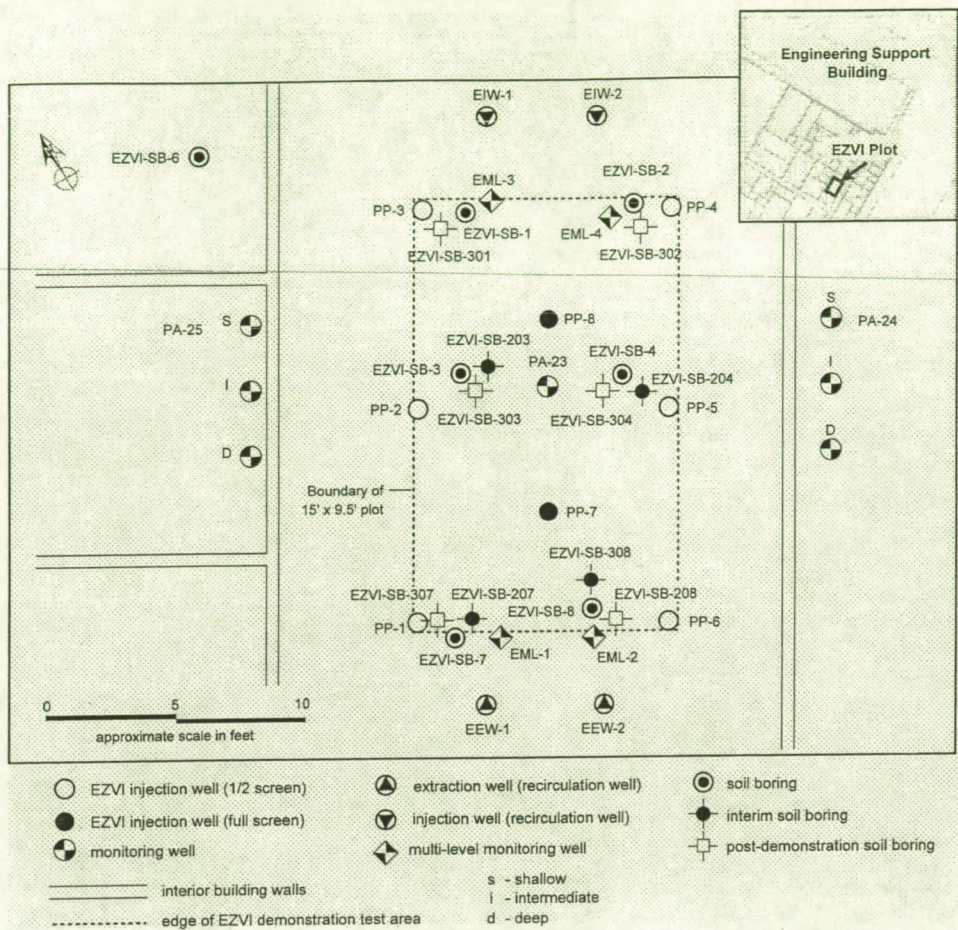 Engineering Support
Building
EZVI Plot
EIW-1
EIW-2
EZVI-SB-6
EML-3
EZVI-SB-2
PP-3
PP-4
EZVI-SB-1
EML-4
EZVI-SB-301
EZVI-SB-302
S
PA-25
PP-8
S
PA-24
EZVI-SB-203
PA-23
EZVI-SB-4
EZVI-SB-3
EZVI-SB-204
I
I
PP-2
EZVI-SB-303
EZVI-SB-304
PP-5
D
D
Boundary of
15' x 9.5' plot
PP-7
EZVI-SB-308
EZVI-SB-307
EZVI-SB-207
EZVI-SB-8
EZVI-SB-208
PP-1
PP-6
EZVI-SB-7
EML-1
EML-2
0 5 10
approximate scale in feet
EEW-1
EEW-2
EZVI injection well (1/2 screen)
EZVI injection well (full screen)
monitoring well
interior building walls
edge of EZVI demonstration test area
extraction well (recirculation well)
injection well (recirculation well)
multi-level monitoring well
s - shallow
i - intermediate
d - deep
soil boring
interim soil boring
post-demonstration soil boring